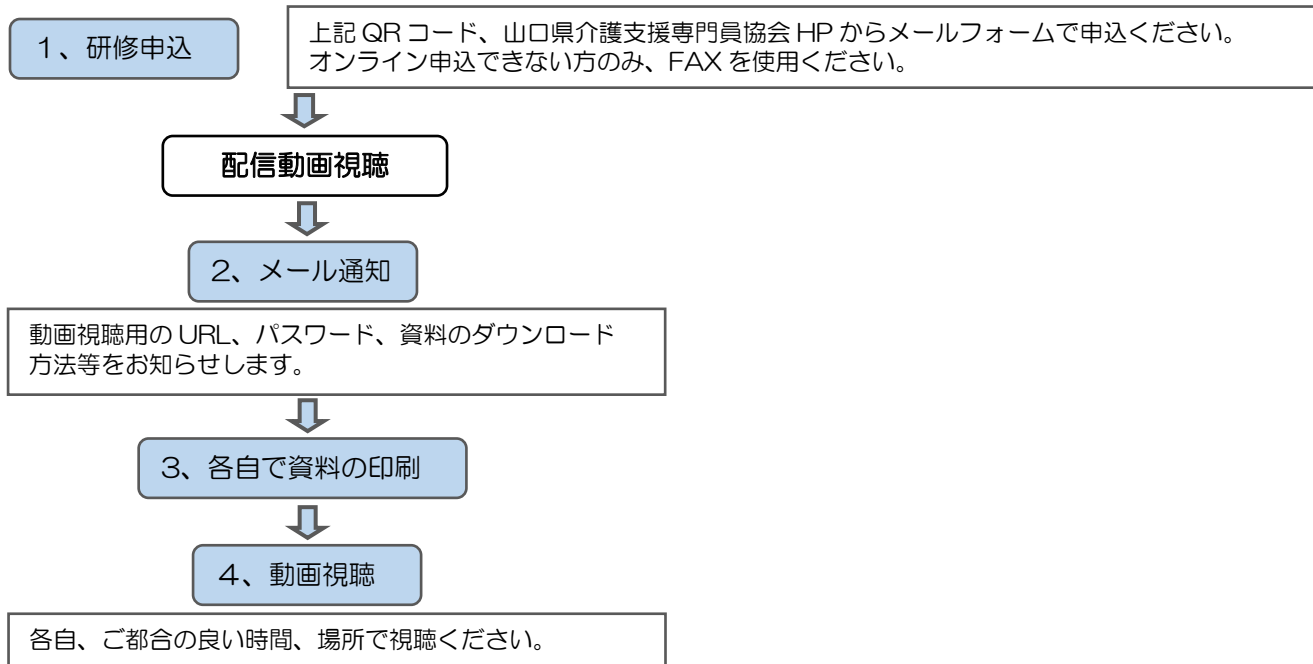 1、研修申込
上記 QR コード、山口県介護支援専門員協会 HP からメールフォームで申込ください。
オンライン申込できない方のみ、FAX を使用ください。
配信動画視聴
2、メール通知
動画視聴用の URL、パスワード、資料のダウンロード
方法等をお知らせします。
3、各自で資料の印刷
4、動画視聴
各自、ご都合の良い時間、場所で視聴ください。